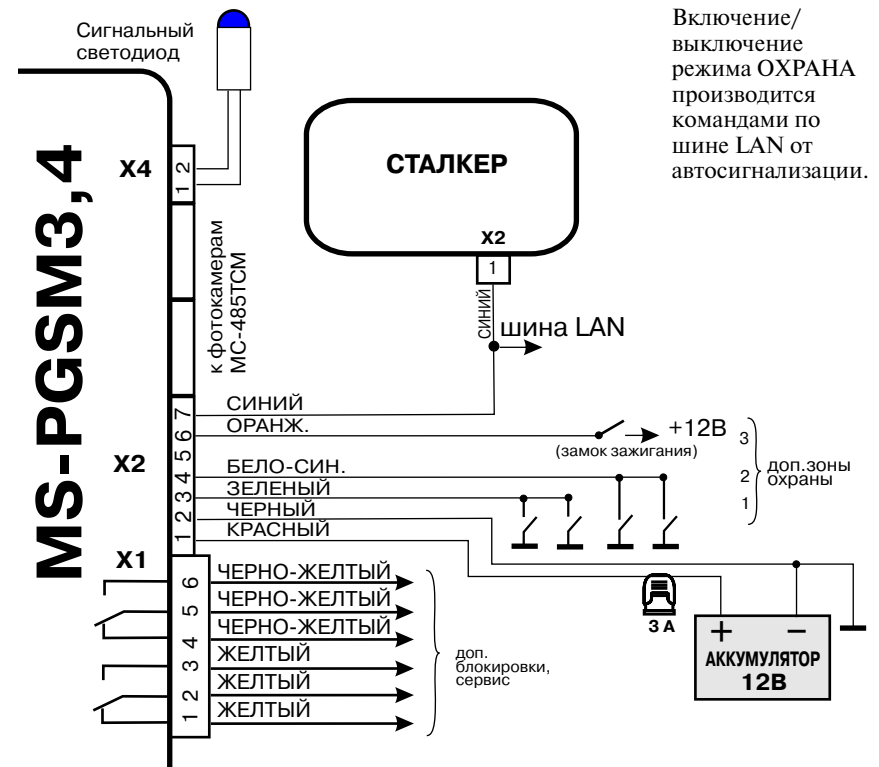 Сигнальный
светодиод
Включение/
выключение
режима ОХРАНА
производится
командами по
шине LAN от
автосигнализации.
MS-PGSM3,4
X4
1 2
к фотокамерам
МС-485ТСМ
СТАЛКЕР
X2
1
СИНИЙ
шина LAN
X2
1 2 3 4 5 6 7
СИНИЙ
ОРАНЖ.
БЕЛО-СИН.
ЗЕЛЕНЫЙ
ЧЕРНЫЙ
КРАСНЫЙ
+12В
(замок зажигания)
3
2
1
доп.зоны
охраны
X1
1 2 3 4 5 6
ЧЕРНО-ЖЕЛТЫЙ
ЧЕРНО-ЖЕЛТЫЙ
ЧЕРНО-ЖЕЛТЫЙ
ЖЕЛТЫЙ
ЖЕЛТЫЙ
ЖЕЛТЫЙ
доп.
блокировки,
сервис
3 А
+ −
АККУМУЛЯТОР
12В